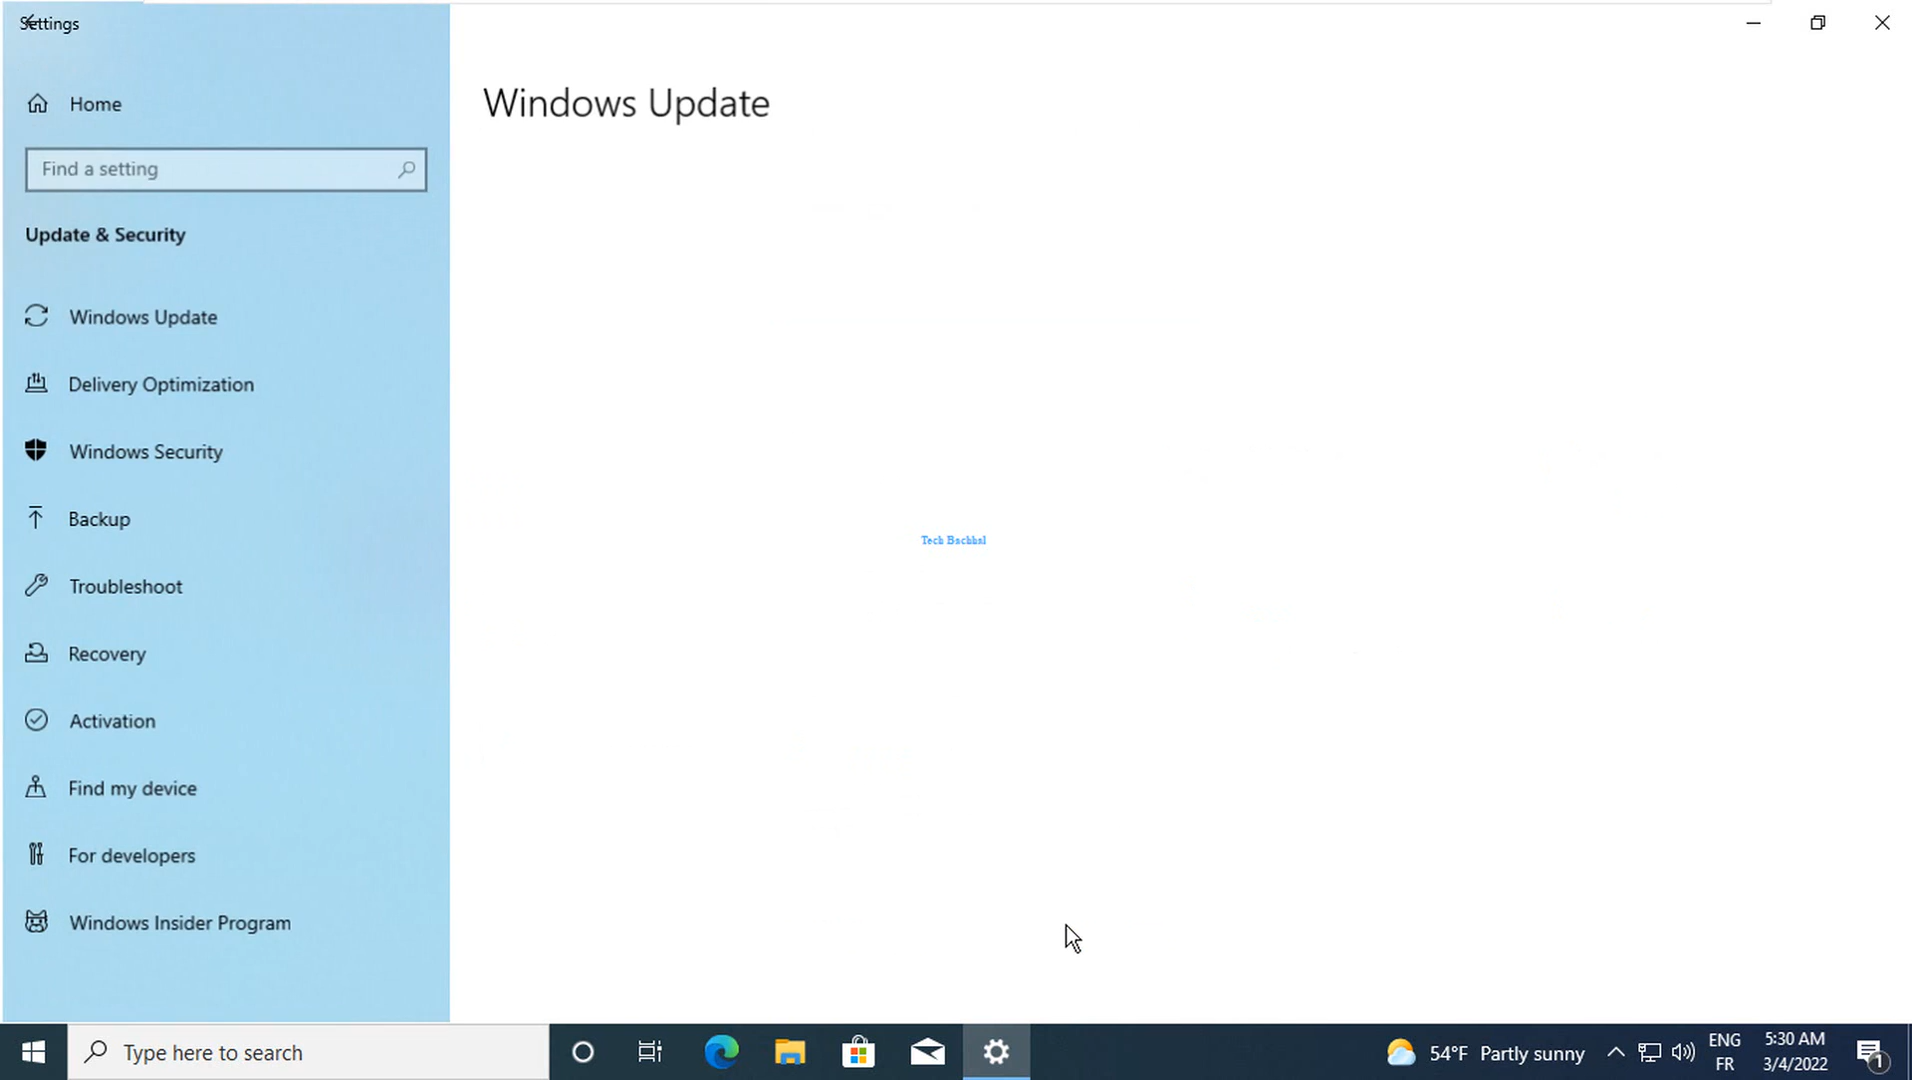 Settings
Home
Find a setting
Update & Security
Windows Update
Delivery Optimization
Windows Security
Backup
Troubleshoot
Recovery
Activation
Find my device
For developers
Windows Insider Program
Windows Update
Tech Bachhal
Type here to search
54°F Partly sunny
ENG
FR
5:30 AM
3/4/2022
1